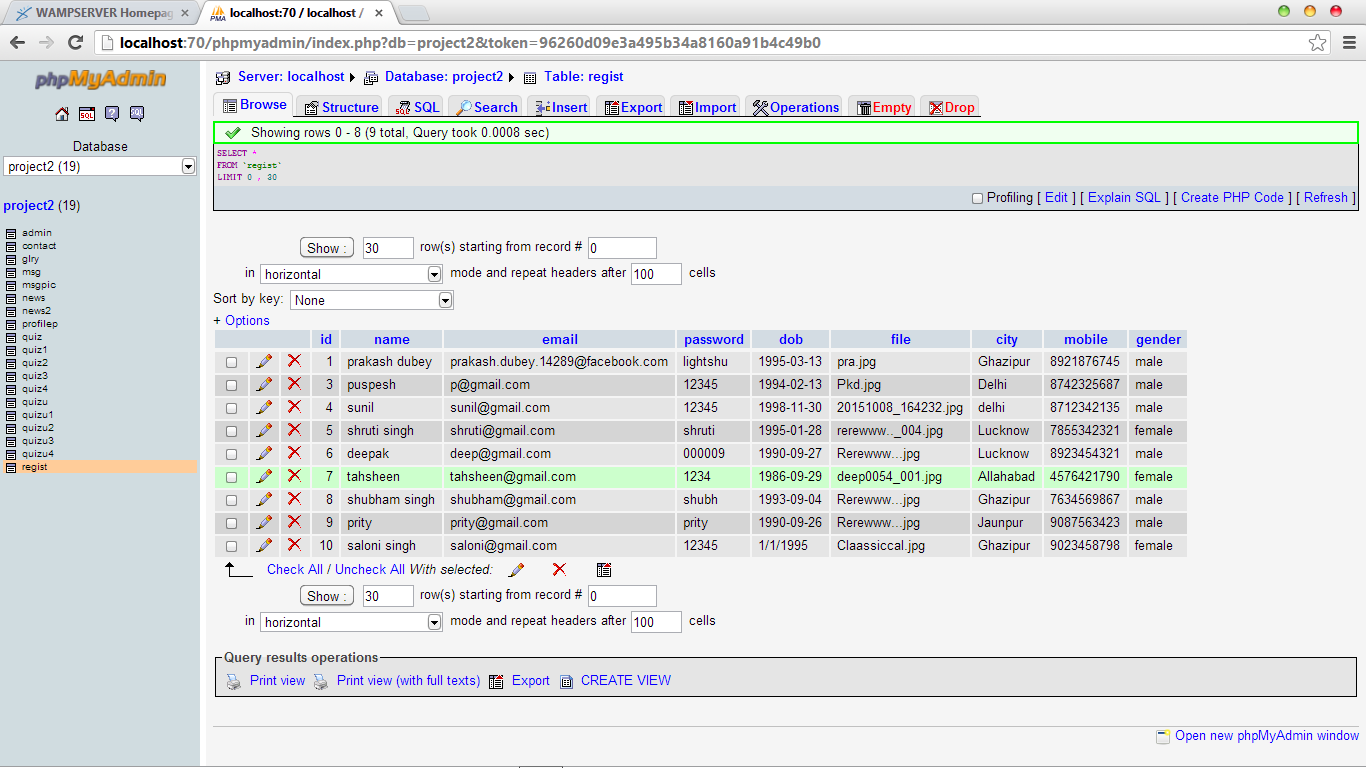 WAMPSERVER Homepag
localhost:70 / localhost /
localhost:70/phpmyadmin/index.php?db=project2&token=96260d09e3a495b34a8160a91b4c49b0
phpMyAdmin
SQL
Database
project2 (19)
project2 (19)
admin
contact
glry
msg
msgpic
news
news2
profilep
quiz
quiz1
quiz2
quiz3
quiz4
quizu
quizu1
quizu2
quizu3
quizu4
regist
Server: localhost Database: project2 Table: regist
Browse Structure SQL Search Insert Export Import Operations Empty Drop
Showing rows 0 - 8 (9 total, Query took 0.0008 sec)
SELECT *
FROM `regist`
LIMIT 0 , 30
Profiling [ Edit ] [ Explain SQL ] [ Create PHP Code ] [ Refresh ]
Show : 30 row(s) starting from record # 0
in horizontal mode and repeat headers after 100 cells
Sort by key: None
+ Options
id name email password dob file city mobile gender
1 prakash dubey prakash.dubey.14289@facebook.com lightshu 1995-03-13 pra.jpg Ghazipur 8921876745 male
3 puspesh p@gmail.com 12345 1994-02-13 Pkd.jpg Delhi 8742325687 male
4 sunil sunil@gmail.com 12345 1998-11-30 20151008_164232.jpg delhi 8712342135 male
5 shruti singh shruti@gmail.com shruti 1995-01-28 rerewww.._004.jpg Lucknow 7855342321 female
6 deepak deep@gmail.com 000009 1990-09-27 Rerewww...jpg Lucknow 8923454321 male
7 tahsheen tahsheen@gmail.com 1234 1986-09-29 deep0054_001.jpg Allahabad 4576421790 female
8 shubham singh shubham@gmail.com shubh 1993-09-04 Rerewww...jpg Ghazipur 7634569867 male
9 prity prity@gmail.com prity 1990-09-26 Rerewww...jpg Jaunpur 9087563423 male
10 saloni singh saloni@gmail.com 12345 1/1/1995 Claassiccal.jpg Ghazipur 9023458798 female
Check All / Uncheck All With selected:
Show : 30 row(s) starting from record # 0
in horizontal mode and repeat headers after 100 cells
Query results operations
Print view Print view (with full texts) Export CREATE VIEW
Open new phpMyAdmin window